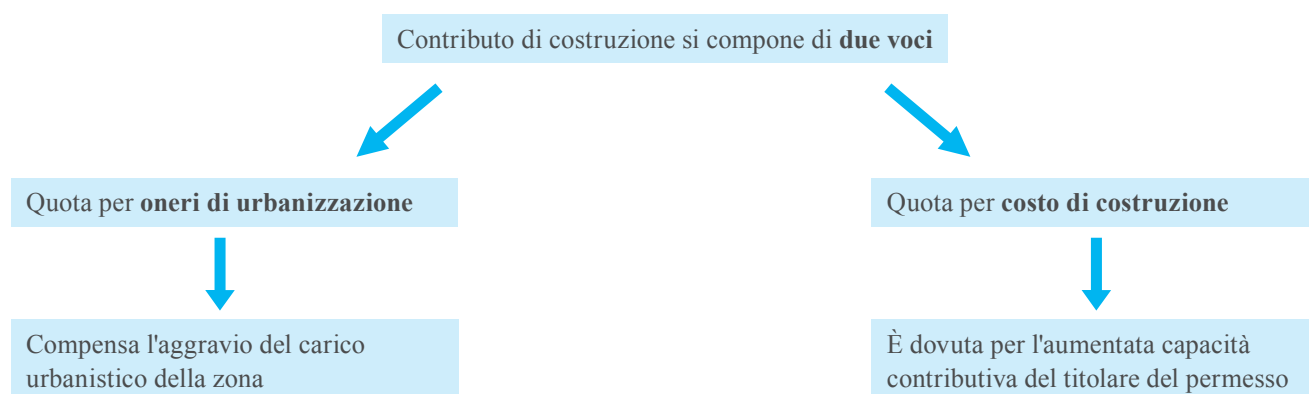 Contributo di costruzione si compone di due voci
Quota per oneri di urbanizzazione
Quota per costo di costruzione
Compensa l'aggravio del carico
urbanistico della zona
È dovuta per l'aumentata capacità
contributiva del titolare del permesso